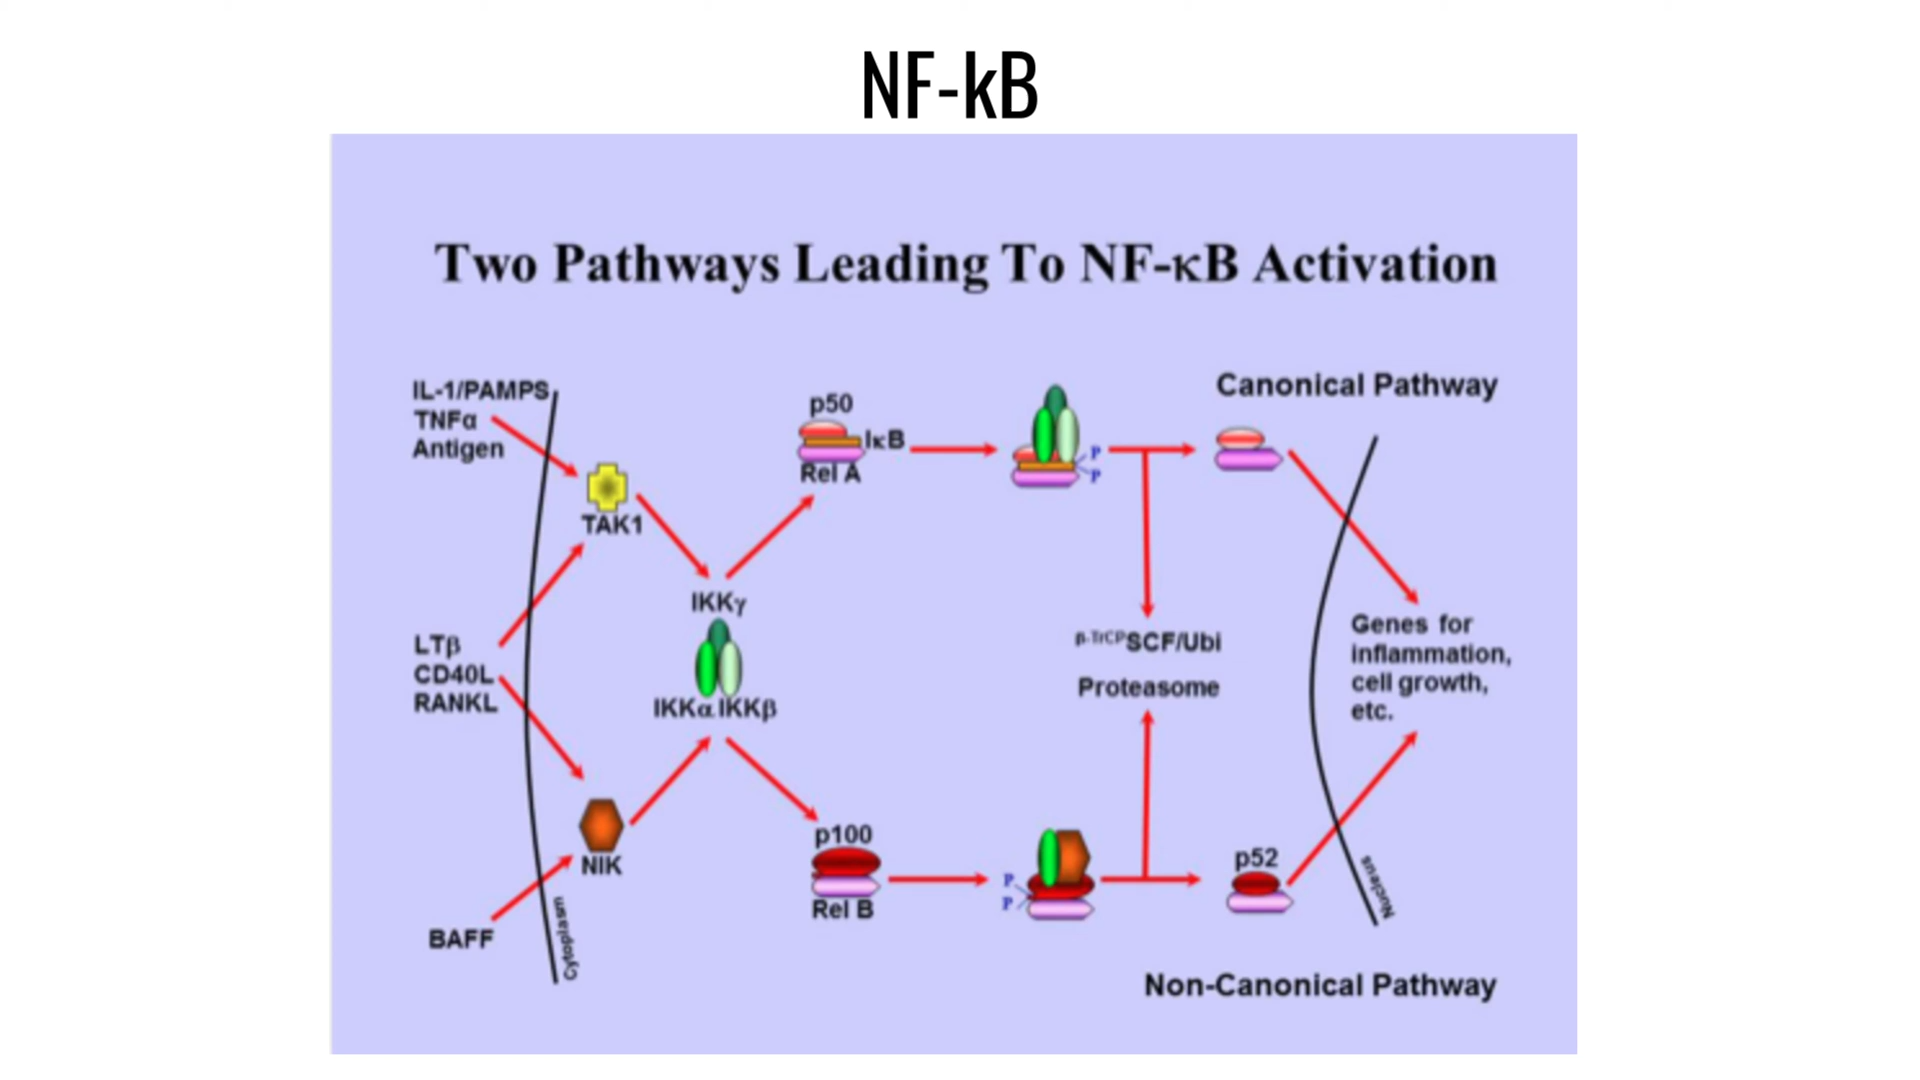 NF-kB
Two Pathways Leading To NF-κB Activation
IL-1/PAMPS
TNFα
Antigen
TAK1
LTβ
CD40L
RANKL
NIK
BAFF
Cytoplasm
IKKγ
IKKα IKKβ
p50
IκB
Rel A
P
P
Canonical Pathway
β-TrCPSCF/Ubi
Proteasome
Genes for
inflammation,
cell growth,
etc.
p100
Rel B
P
P
p52
Nucleus
Non-Canonical Pathway